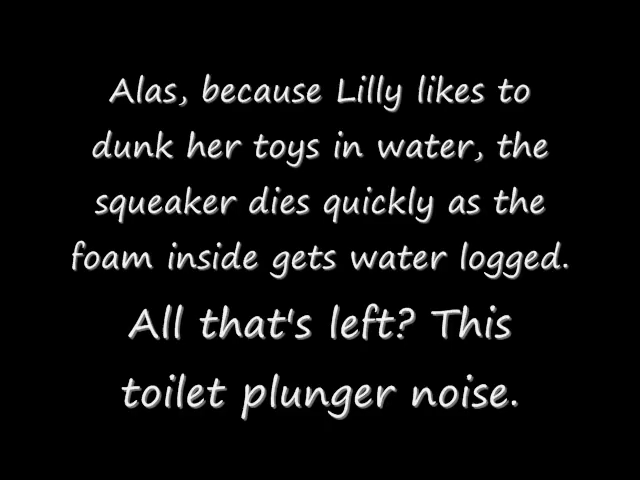 Alas, because Lilly likes to
dunk her toys in water, the
squeaker dies quickly as the
foam inside gets water logged.
All that's left? This
toilet plunger noise.